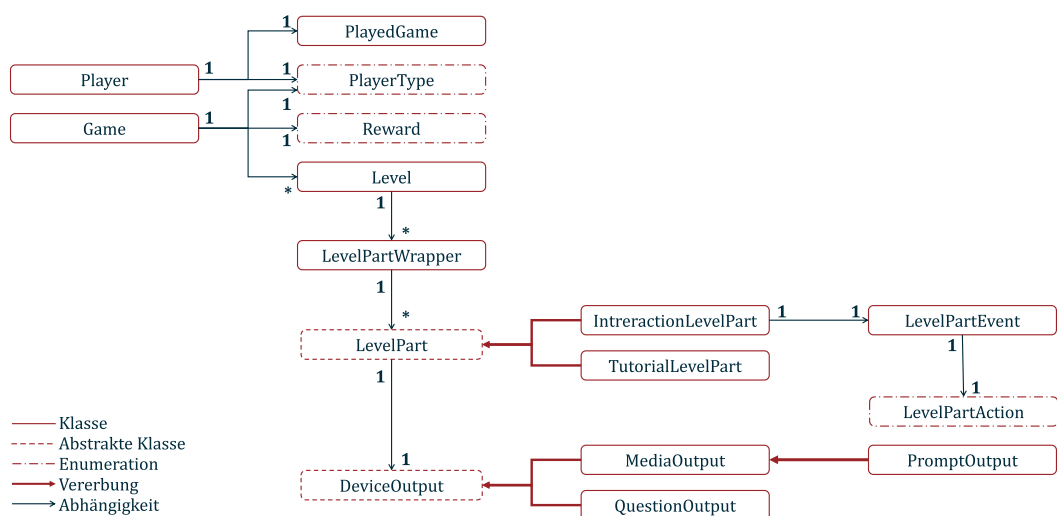 1
PlayedGame
1
1
Player
PlayerType
1
1
Game
Reward
1
Level
*
1
*
LevelPartWrapper
1
*
IntreractionLevelPart
1
1
LevelPartEvent
LevelPart
1
1
TutorialLevelPart
1
LevelPartAction
Klasse
Abstrakte Klasse
Enumeration
Vererbung
Abhängigkeit
1
DeviceOutput
MediaOutput
PromptOutput
QuestionOutput